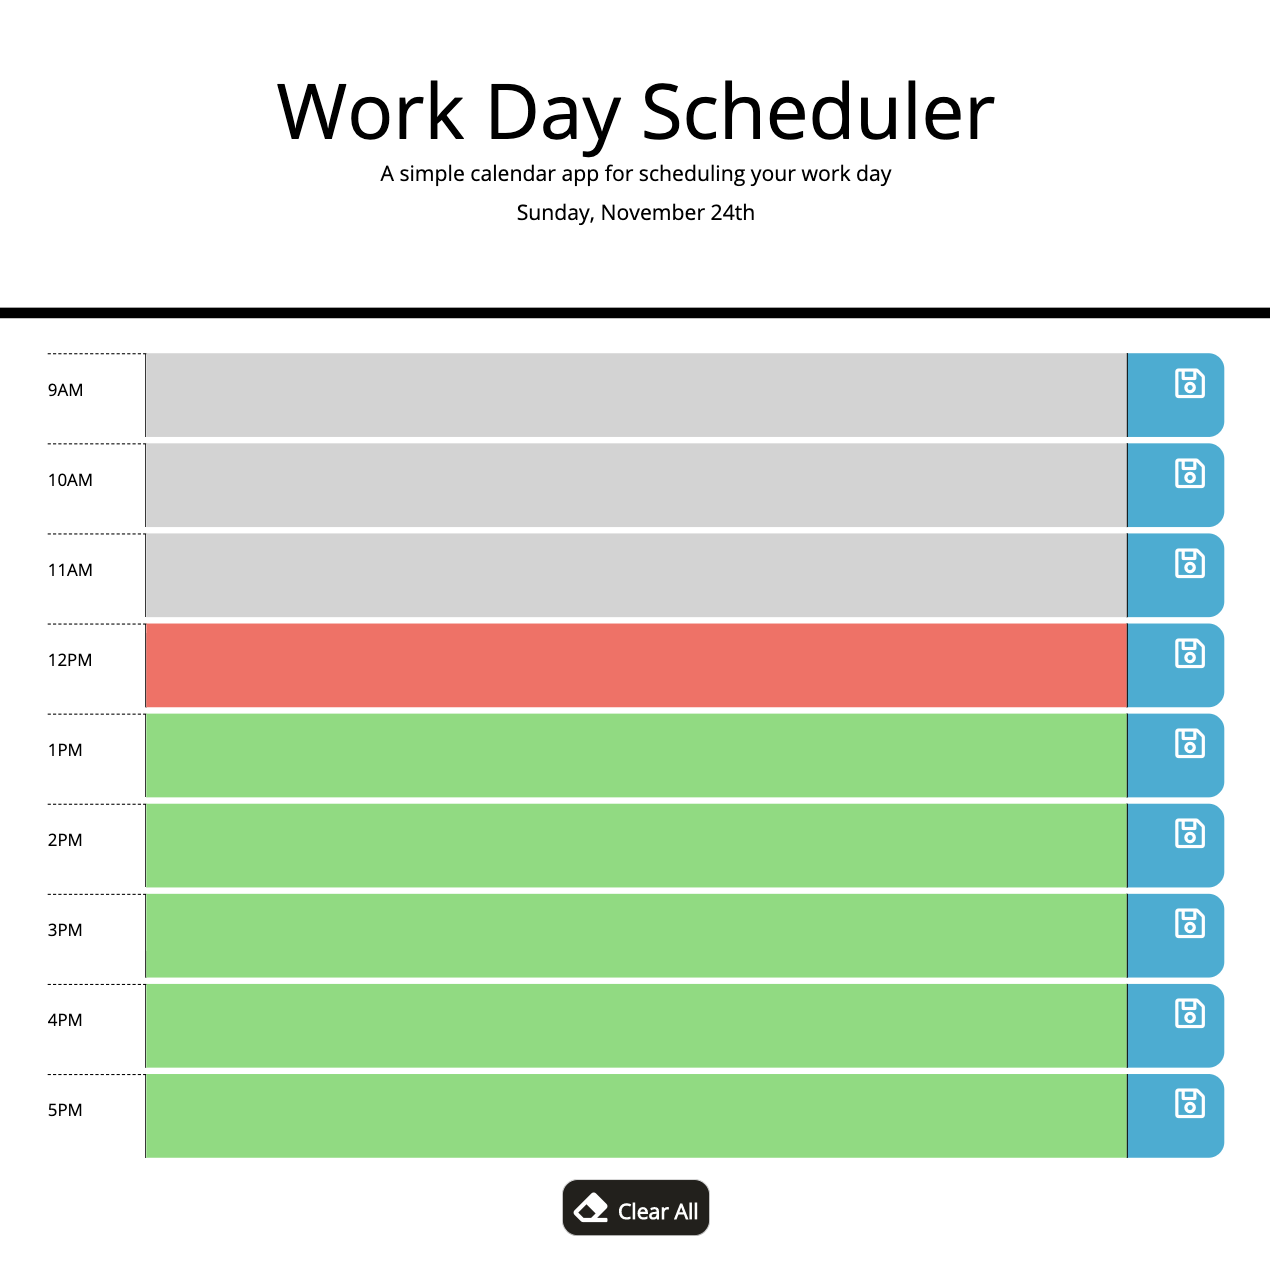 Work Day Scheduler
A simple calendar app for scheduling your work day
Sunday, November 24th
9AM
10AM
11AM
12PM
1PM
2PM
3PM
4PM
5PM
Clear All